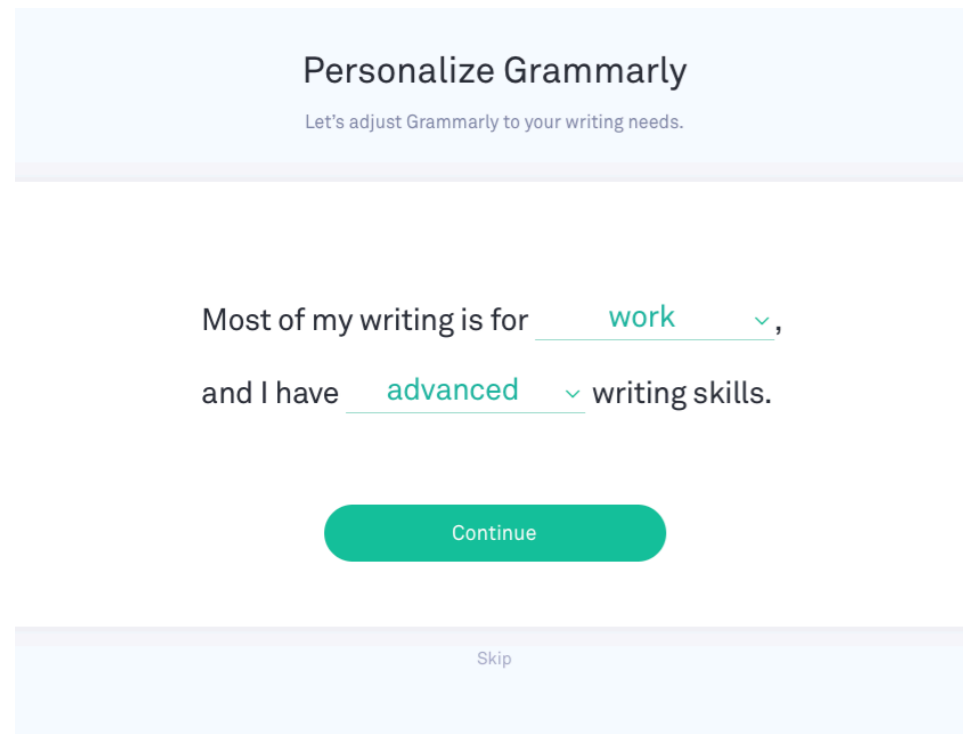 Personalize Grammarly
Let's adjust Grammarly to your writing needs.
Most of my writing is for work,
and I have advanced writing skills.
Continue
Skip